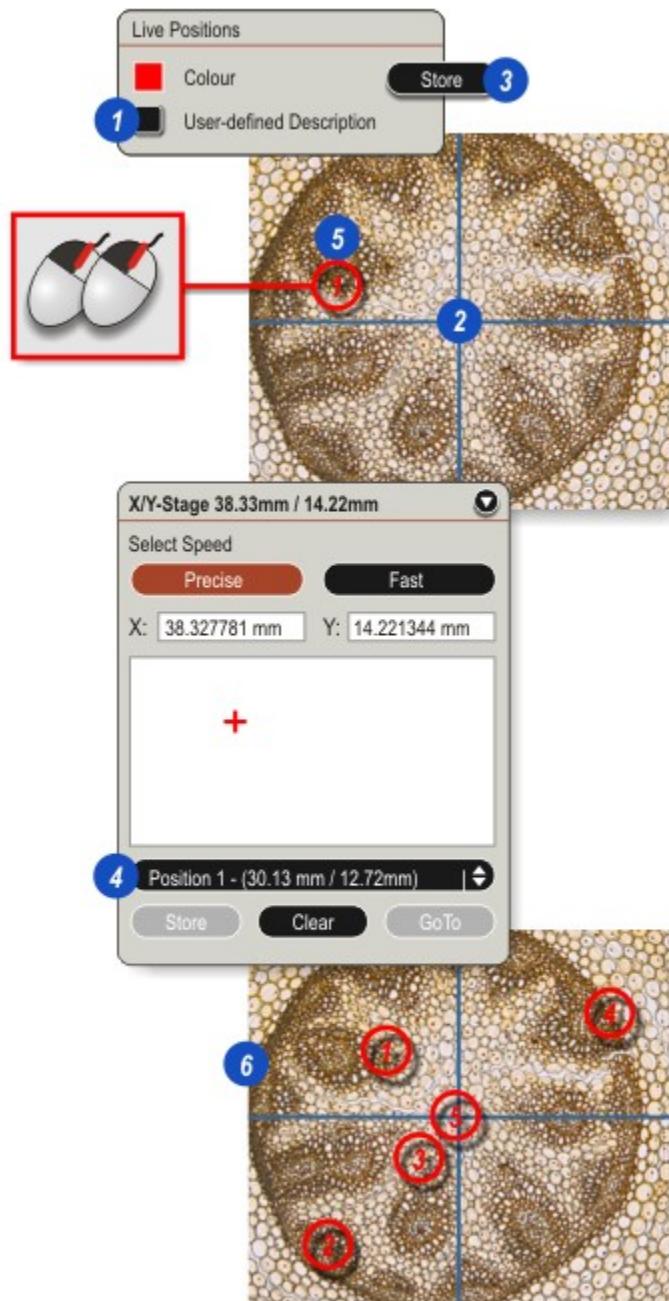 Live Positions
Colour
Store
3
1
User-defined Description
5
1
2
X/Y-Stage 38.33mm / 14.22mm
Select Speed
Precise
Fast
X: 38.327781 mm
Y: 14.221344 mm
4
Position 1 - (30.13 mm / 12.72mm)
Store
Clear
GoTo
4
6
1
5
3
2